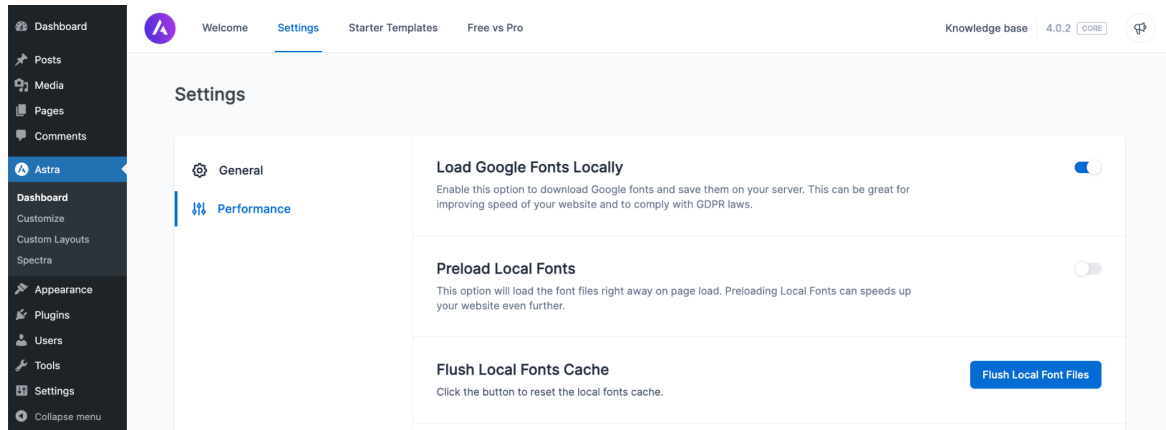 Dashboard
Posts
Media
Pages
Comments
Astra
Dashboard
Customize
Custom Layouts
Spectra
Appearance
Plugins
Users
Tools
Settings
Collapse menu
Welcome Settings Starter Templates Free vs Pro Knowledge base 4.0.2 CORE
Settings
General
Performance
Load Google Fonts Locally
Enable this option to download Google fonts and save them on your server. This can be great for
improving speed of your website and to comply with GDPR laws.
Preload Local Fonts
This option will load the font files right away on page load. Preloading Local Fonts can speeds up
your website even further.
Flush Local Fonts Cache
Click the button to reset the local fonts cache.
Flush Local Font Files